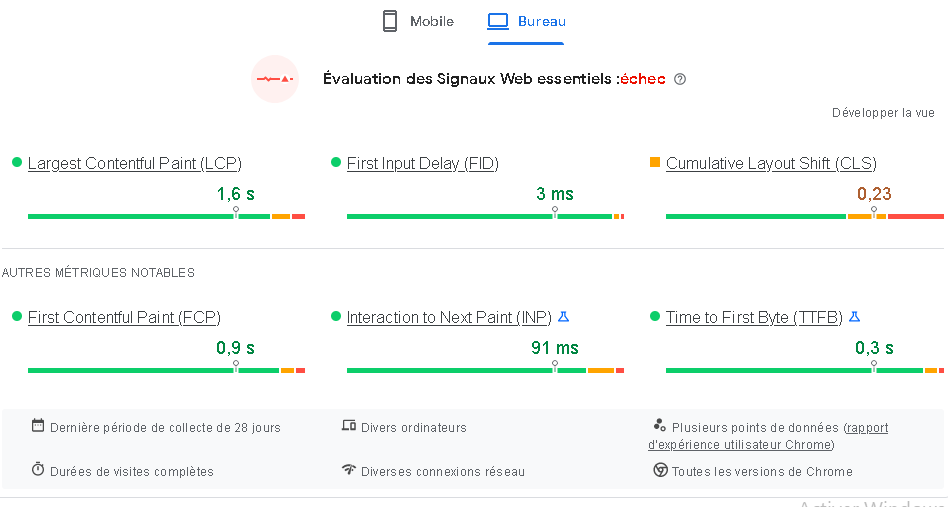 Mobile
Bureau
Évaluation des Signaux Web essentiels :échec
Développer la vue
Largest Contentful Paint (LCP)
First Input Delay (FID)
Cumulative Layout Shift (CLS)
1,6 s
3 ms
0,23
AUTRES MÉTRIQUES NOTABLES
First Contentful Paint (FCP)
Interaction to Next Paint (INP)
Time to First Byte (TTFB)
0,9 s
91 ms
0,3 s
Dernière période de collecte de 28 jours
Divers ordinateurs
Plusieurs points de données (rapport
d'expérience utilisateur Chrome)
Durées de visites complètes
Diverses connexions réseau
Toutes les versions de Chrome
Activer Windows